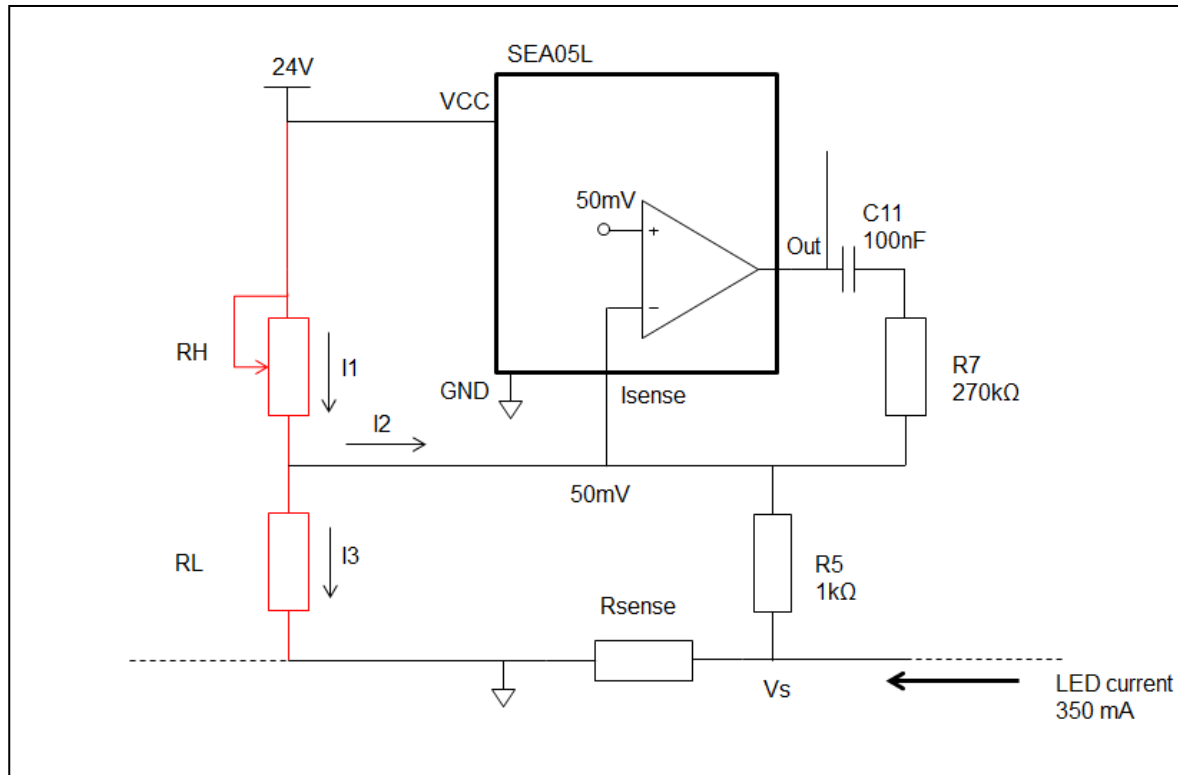 SEA05L
24V
VCC
50mV
+
−
Out
C11
100nF
RH
I1
GND
Isense
R7
270kΩ
I2
50mV
RL
I3
R5
1kΩ
Rsense
Vs
LED current
350 mA